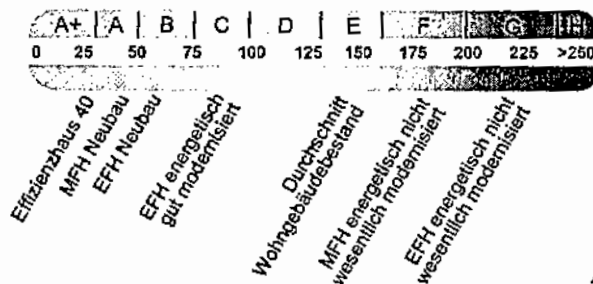 A+ A B C D E F G H
0 25 50 75 100 125 150 175 200 225 >250
Effizienzhaus 40
MFH Neubau
EFH Neubau
EFH energetisch
gut modernisiert
Durchschnitt
Wohngebäudebestand
MFH energetisch nicht
wesentlich modernisiert
EFH energetisch nicht
wesentlich modernisiert